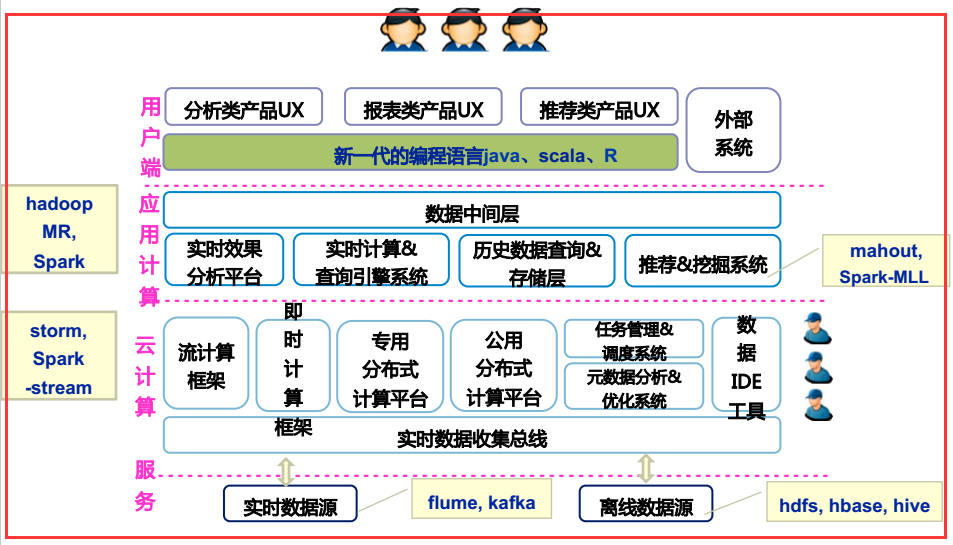 用
户
端
分析类产品UX
报表类产品UX
推荐类产品UX
外部
系统
新一代的编程语言java、scala、R
hadoop
MR,
Spark
应
用
计
算
数据中间层
实时效果
分析平台
实时计算&
查询引擎系统
历史数据查询&
存储层
推荐&挖掘系统
mahout,
Spark-MLL
storm,
Spark
-stream
云
计
算
流计算
框架
即
时
计
算
框架
专用
分布式
计算平台
公用
分布式
计算平台
任务管理&
调度系统
元数据分析&
优化系统
数
据
IDE
工具
实时数据收集总线
服
务
实时数据源
flume, kafka
离线数据源
hdfs, hbase, hive